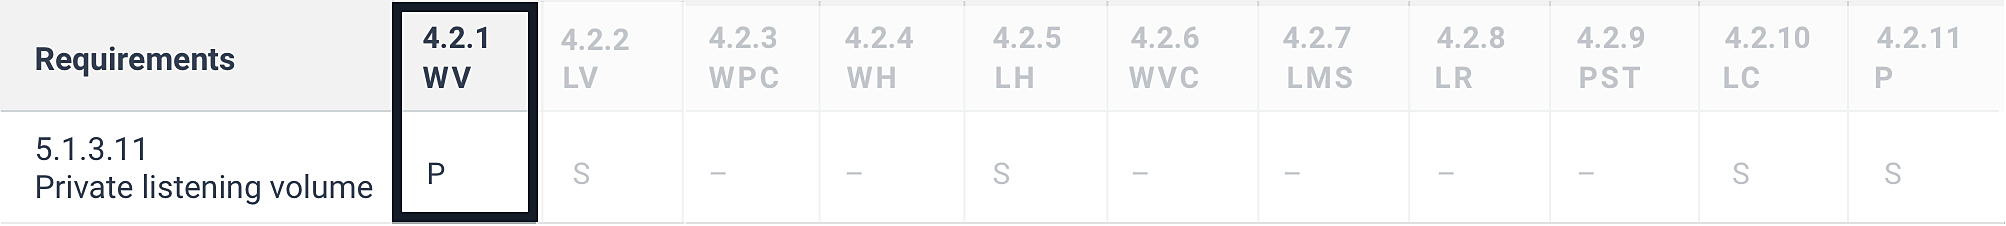 Requirements
4.2.1
WV
4.2.2
LV
4.2.3
WPC
4.2.4
WH
4.2.5
LH
4.2.6
WVC
4.2.7
LMS
4.2.8
LR
4.2.9
PST
4.2.10
LC
4.2.11
P
5.1.3.11
Private listening volume
P
S
–
–
S
–
–
–
–
S
S